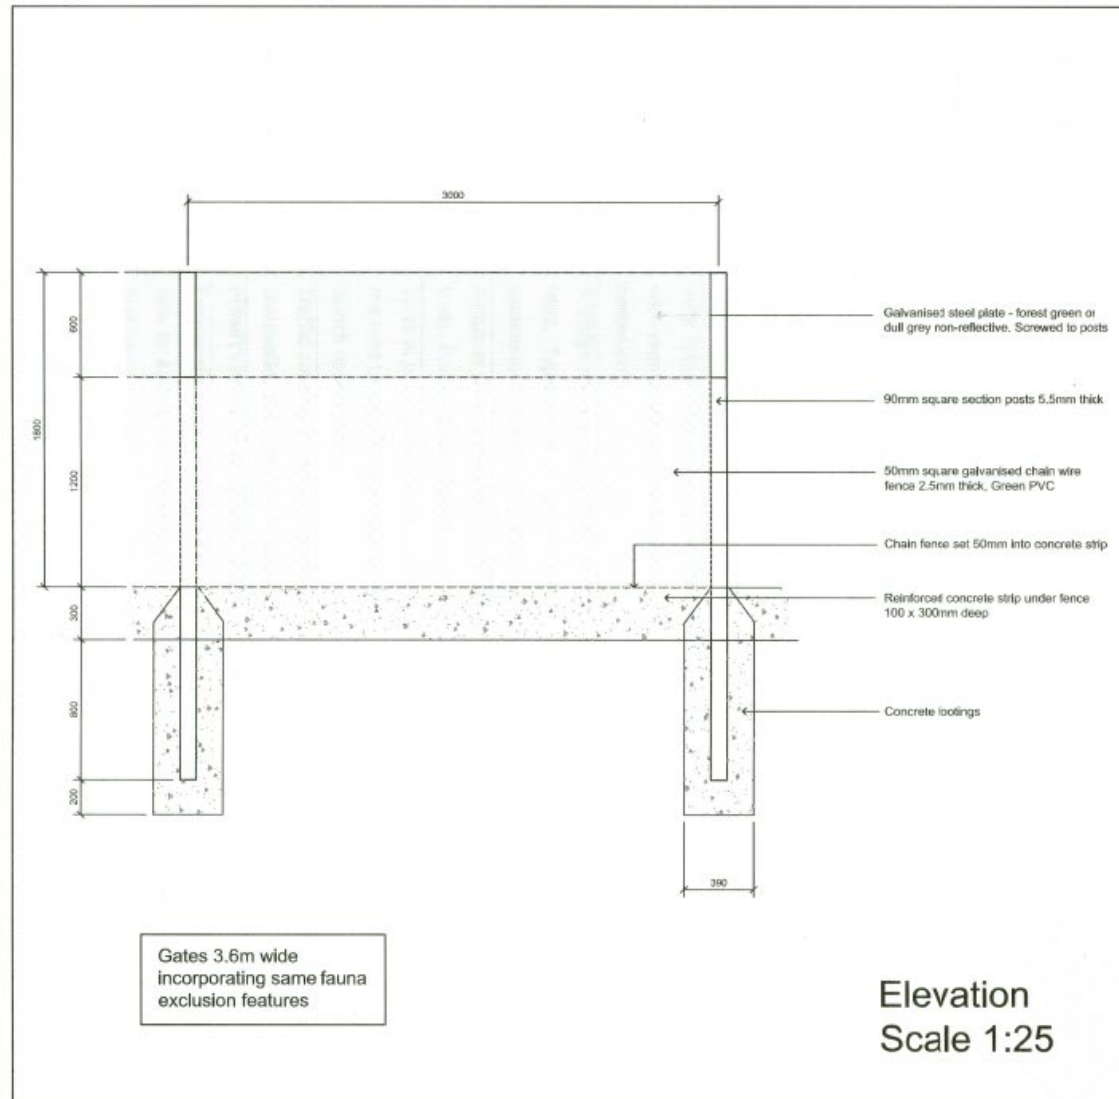 3000
600
1800
1200
300
800
200
390
Galvanised steel plate - forest green or
dull grey non-reflective. Screwed to posts
90mm square section posts 5.5mm thick
50mm square galvanised chain wire
fence 2.5mm thick, Green PVC
Chain fence set 50mm into concrete strip
Reinforced concrete strip under fence
100 x 300mm deep
Concrete footings
Gates 3.6m wide
incorporating same fauna
exclusion features
Elevation
Scale 1:25